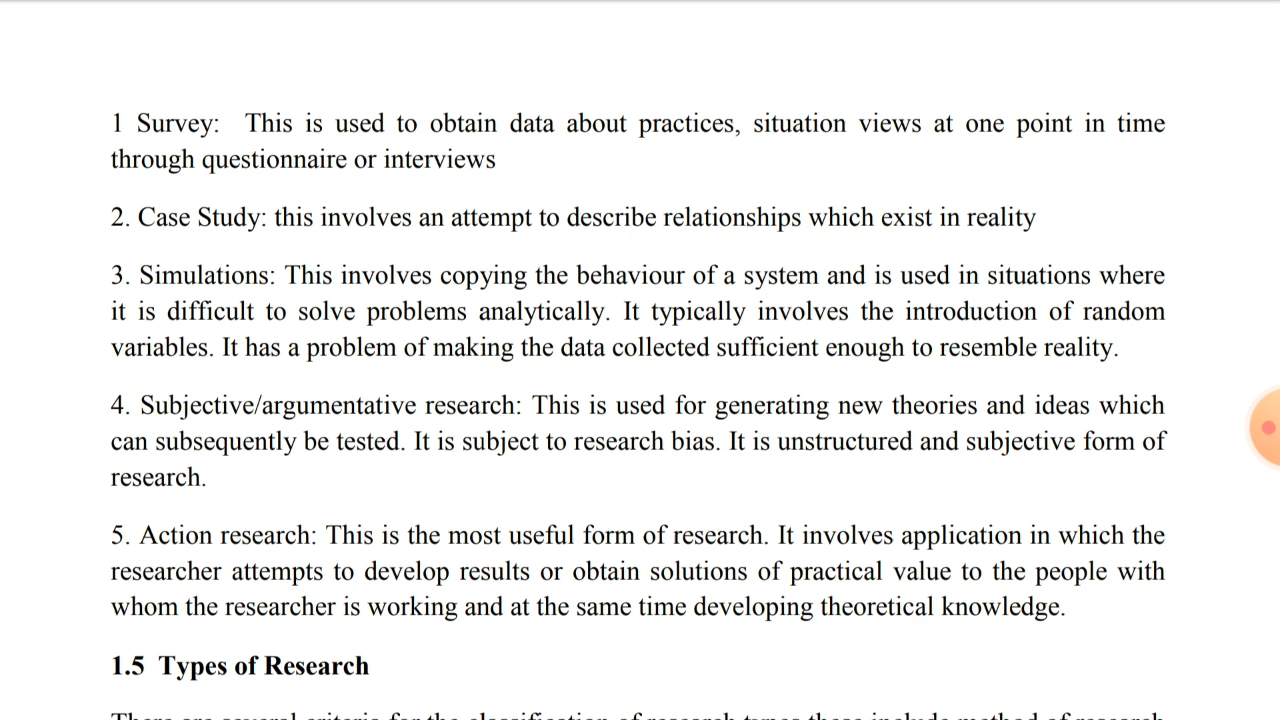 1 Survey: This is used to obtain data about practices, situation views at one point in time
through questionnaire or interviews
2. Case Study: this involves an attempt to describe relationships which exist in reality
3. Simulations: This involves copying the behaviour of a system and is used in situations where
it is difficult to solve problems analytically. It typically involves the introduction of random
variables. It has a problem of making the data collected sufficient enough to resemble reality.
4. Subjective/argumentative research: This is used for generating new theories and ideas which
can subsequently be tested. It is subject to research bias. It is unstructured and subjective form of
research.
5. Action research: This is the most useful form of research. It involves application in which the
researcher attempts to develop results or obtain solutions of practical value to the people with
whom the researcher is working and at the same time developing theoretical knowledge.
1.5 Types of Research